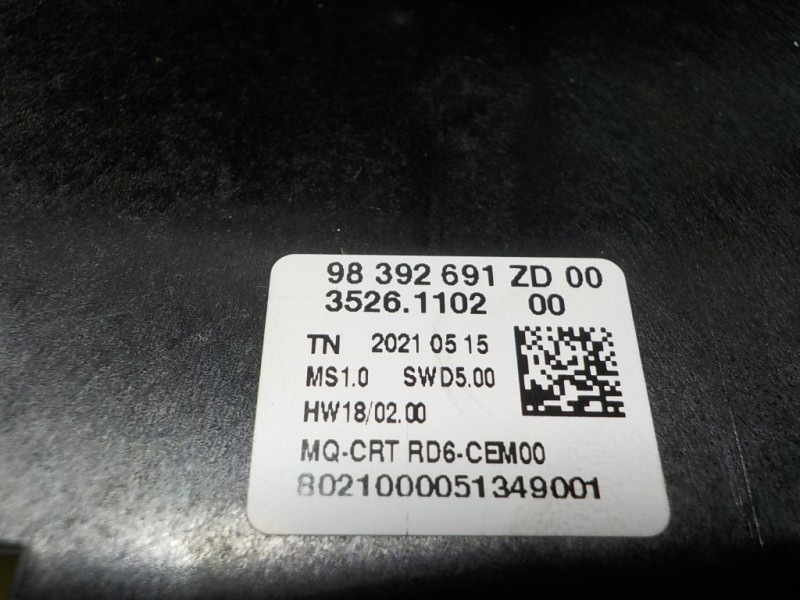 98 392 691 ZD 00
3526.1102 00
TN 2021 05 15
MS1.0 SWD5.00
HW18/02.00
MQ-CRT RD6-CEM00
8021000051349001